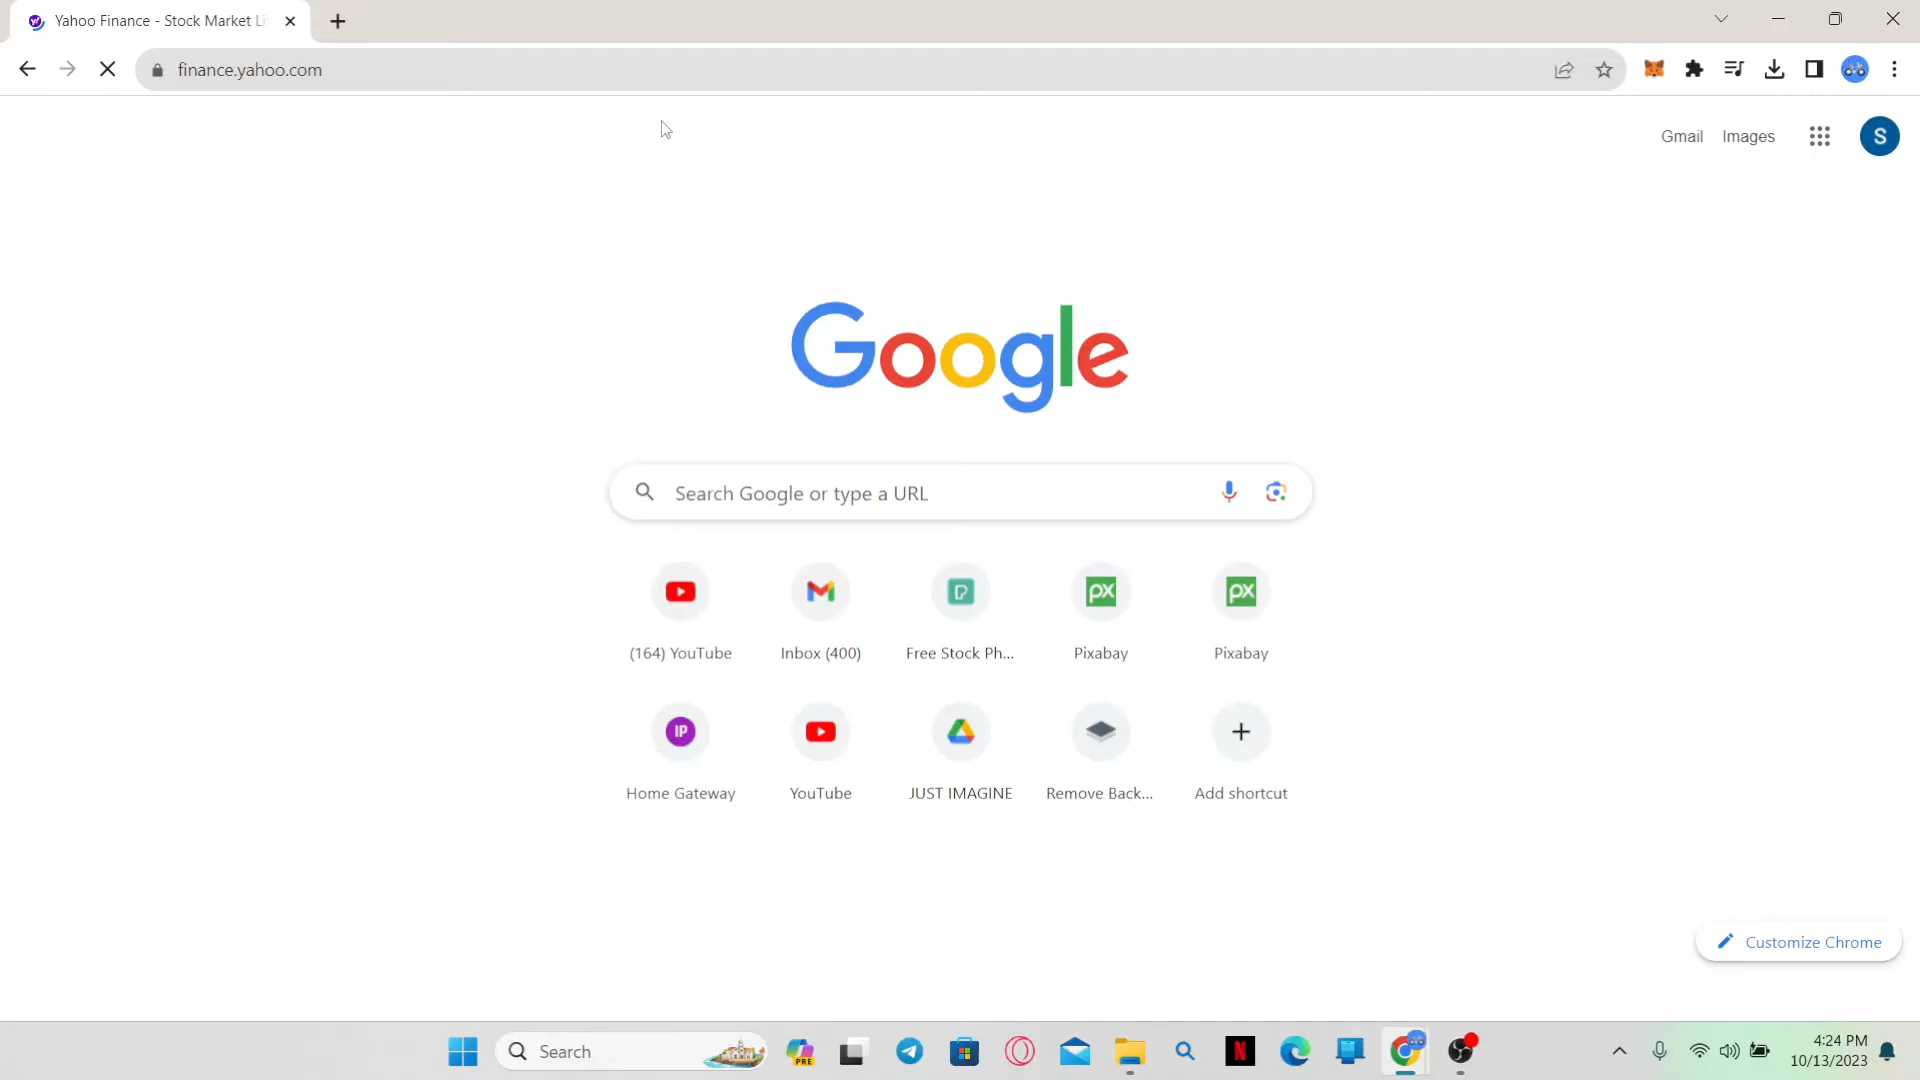 Yahoo Finance - Stock Market Li
finance.yahoo.com
Gmail Images
S
Google
Search Google or type a URL
(164) YouTube Inbox (400) Free Stock Ph... Pixabay Pixabay
IP
Home Gateway YouTube JUST IMAGINE Remove Back... Add shortcut
Customize Chrome
Search
PRE
4:24 PM
10/13/2023